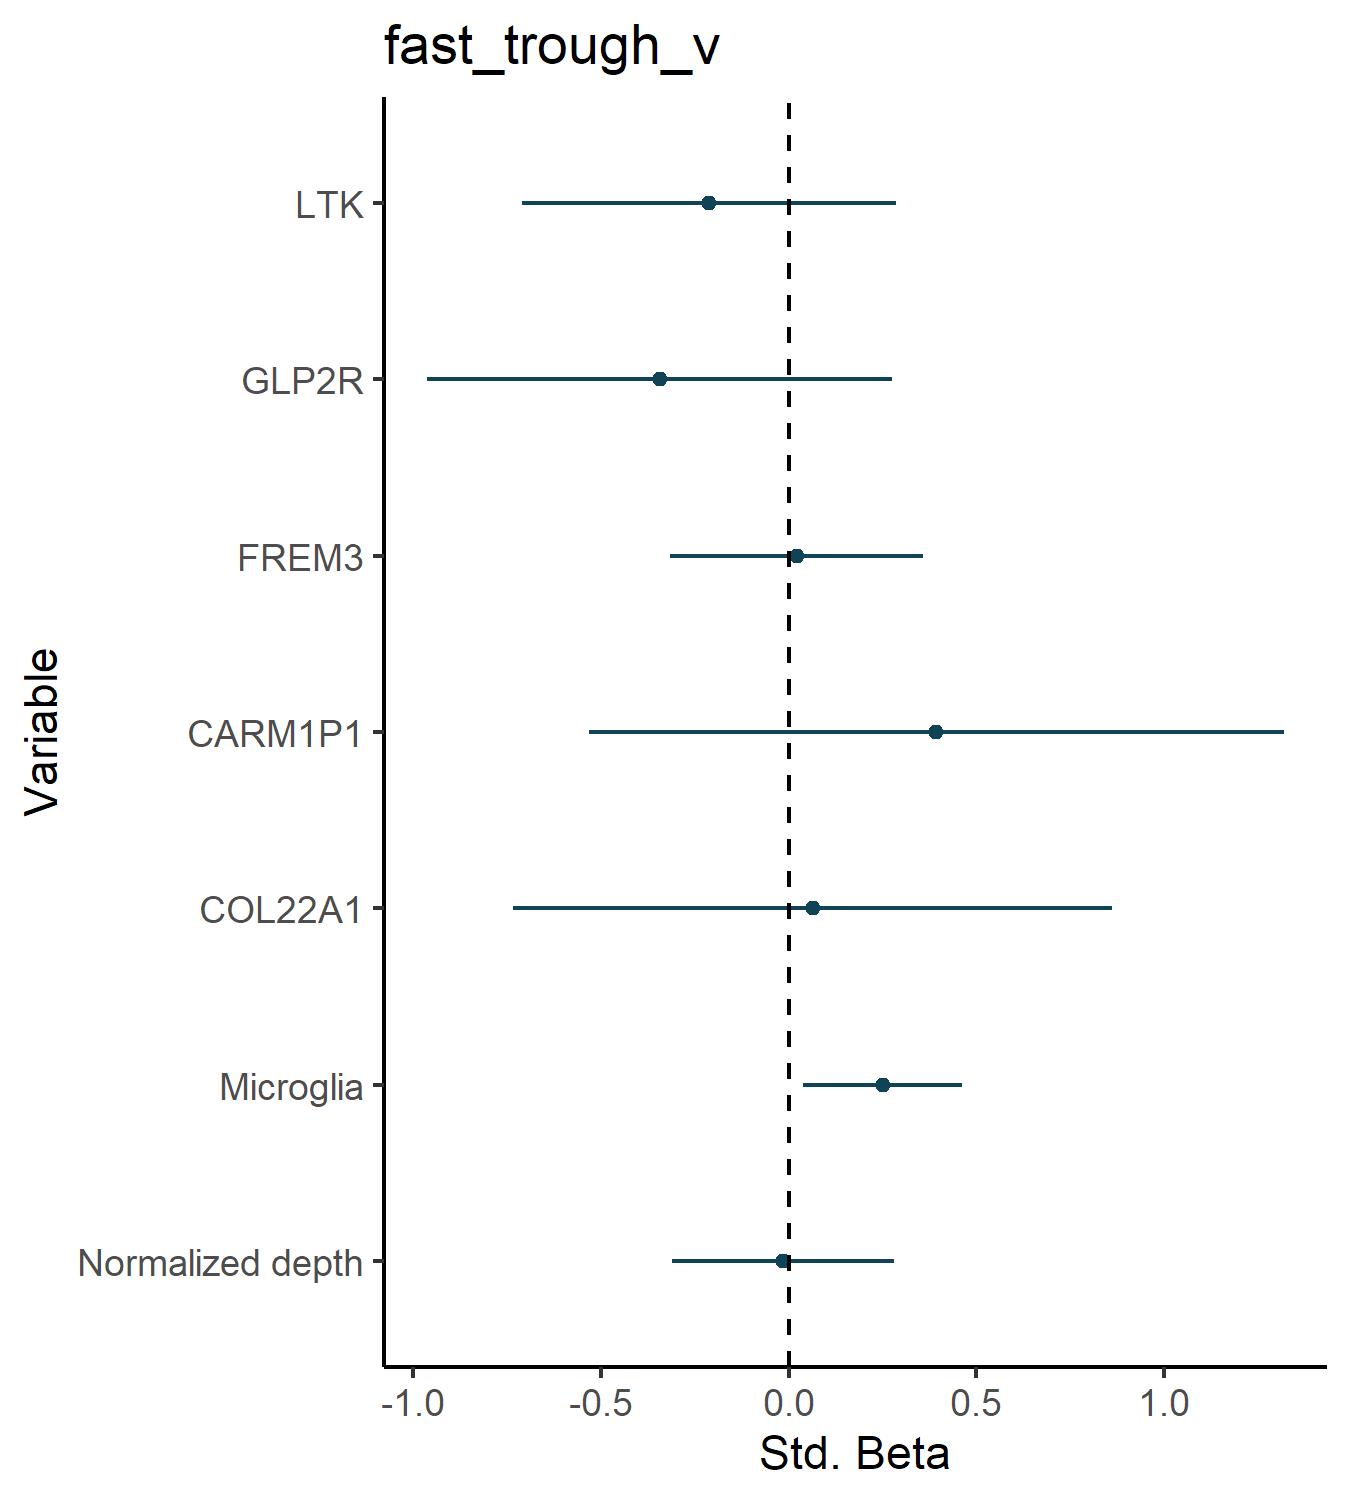 fast_trough_v
LTK
GLP2R
FREM3
CARM1P1
COL22A1
Microglia
Normalized depth
Variable
-1.0 -0.5 0.0 0.5 1.0
Std. Beta